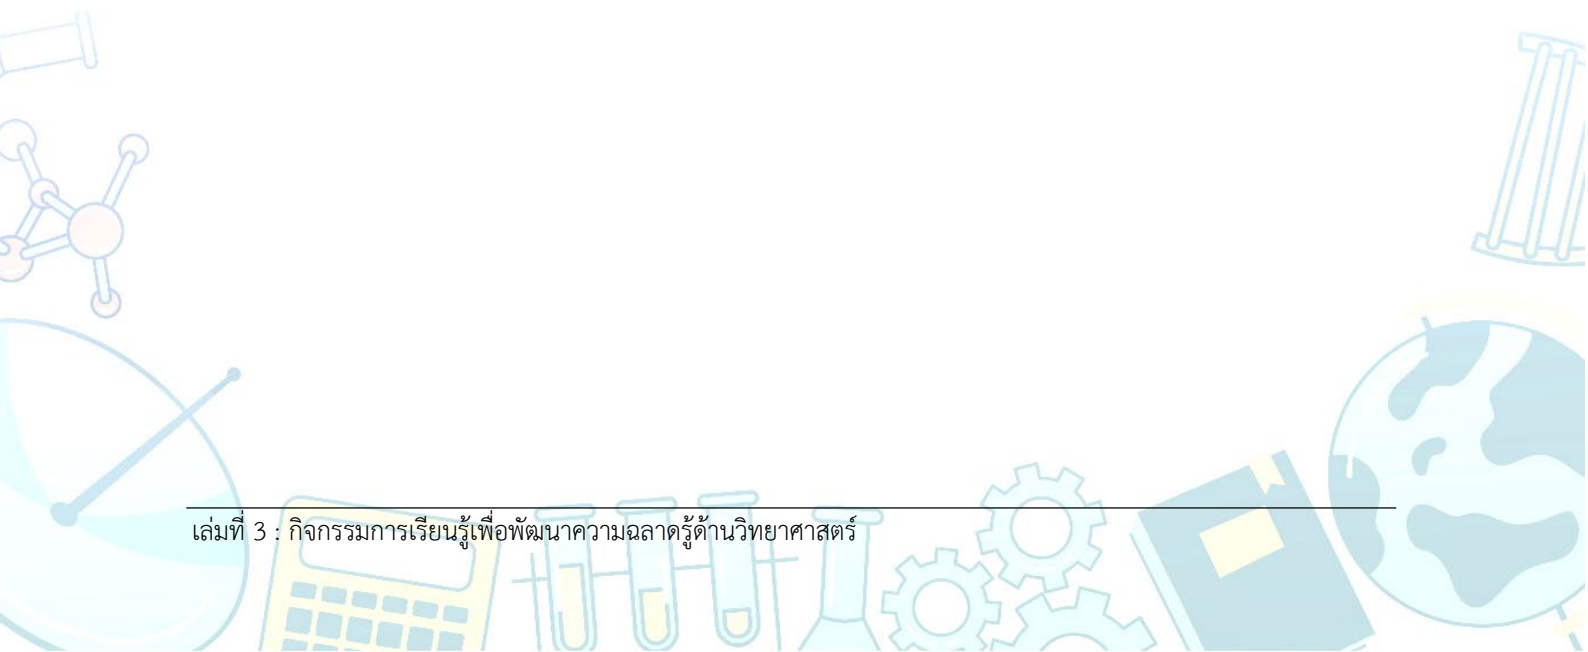 เล่มที่ 3 : กิจกรรมการเรียนรู้เพื่อพัฒนาความฉลาดรู้ด้านวิทยาศาสตร์